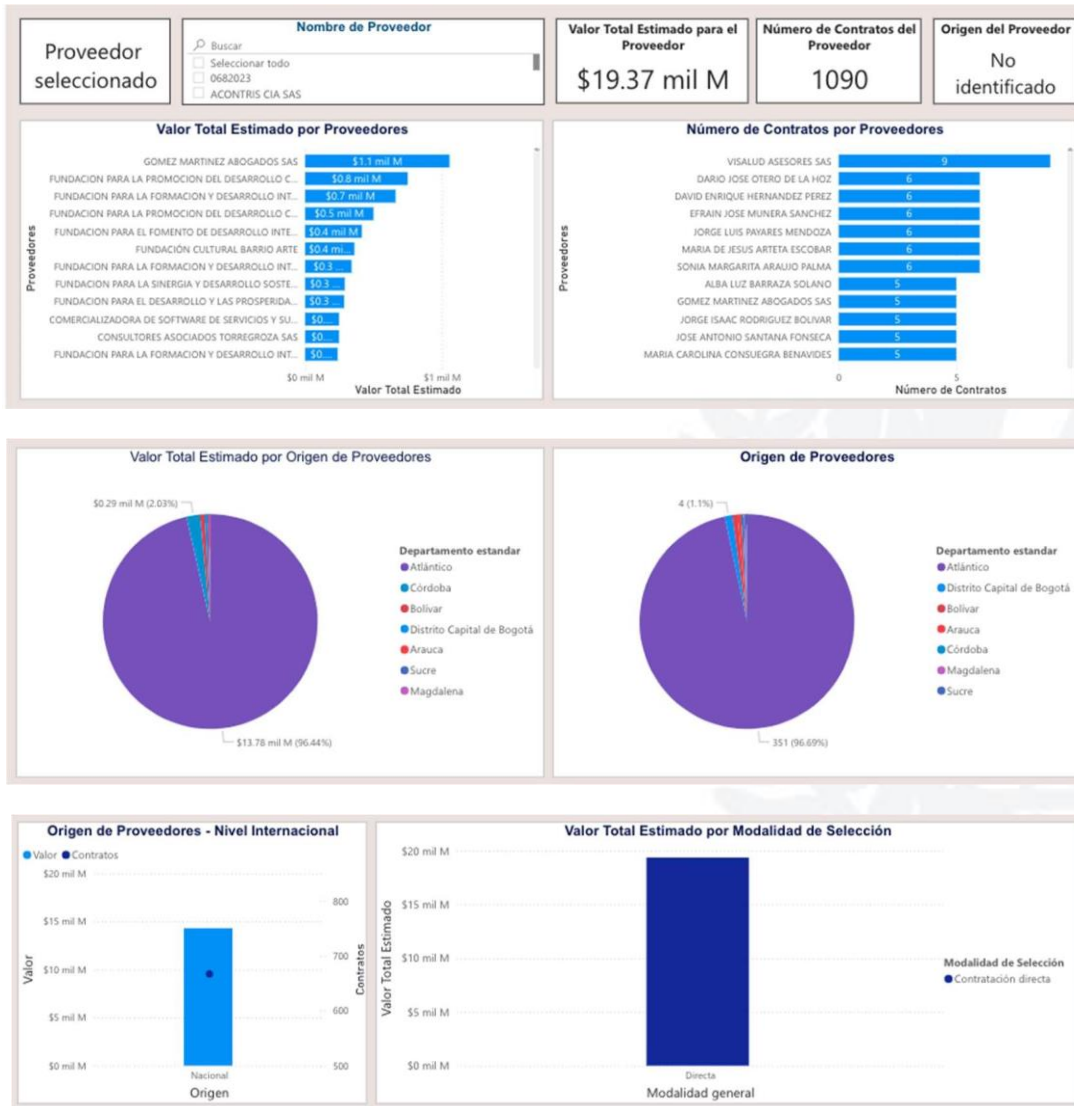 Proveedor
seleccionado
Nombre de Proveedor
Buscar
Seleccionar todo
0682023
ACONTRIS CIA SAS
Valor Total Estimado para el
Proveedor
$19.37 mil M
Número de Contratos del
Proveedor
1090
Origen del Proveedor
No
identificado
Valor Total Estimado por Proveedores
Proveedores
GOMEZ MARTINEZ ABOGADOS SAS $1.1 mil M
FUNDACION PARA LA PROMOCION DEL DESARROLLO C... $0.8 mil M
FUNDACION PARA LA FORMACION Y DESARROLLO INT... $0.7 mil M
FUNDACION PARA LA PROMOCION DEL DESARROLLO C... $0.5 mil M
FUNDACION PARA EL FOMENTO DE DESARROLLO INTE... $0.4 mil M
FUNDACIÓN CULTURAL BARRIO ARTE $0.4 mi...
FUNDACION PARA LA FORMACION Y DESARROLLO INT... $0.3 ...
FUNDACION PARA LA SINERGIA Y DESARROLLO SOSTE... $0.3 ...
FUNDACION PARA EL DESARROLLO Y LAS PROSPERIDA... $0.3 ...
COMERCIALIZADORA DE SOFTWARE DE SERVICIOS Y SU... $0....
CONSULTORES ASOCIADOS TORREGROZA SAS $0....
FUNDACION PARA LA FORMACION Y DESARROLLO INT... $0....
$0 mil M $1 mil M
Valor Total Estimado
Número de Contratos por Proveedores
Proveedores
VISALUD ASESORES SAS 9
DARIO JOSE OTERO DE LA HOZ 6
DAVID ENRIQUE HERNANDEZ PEREZ 6
EFRAIN JOSE MUNERA SANCHEZ 6
JORGE LUIS PAYARES MENDOZA 6
MARIA DE JESUS ARTETA ESCOBAR 6
SONIA MARGARITA ARAUJO PALMA 6
ALBA LUZ BARRAZA SOLANO 5
GOMEZ MARTINEZ ABOGADOS SAS 5
JORGE ISAAC RODRIGUEZ BOLIVAR 5
JOSE ANTONIO SANTANA FONSECA 5
MARIA CAROLINA CONSUEGRA BENAVIDES 5
0 5
Número de Contratos
Valor Total Estimado por Origen de Proveedores
$0.29 mil M (2.03%)
$13.78 mil M (96.44%)
Departamento estandar
Atlántico
Córdoba
Bolívar
Distrito Capital de Bogotá
Arauca
Sucre
Magdalena
Origen de Proveedores
4 (1.1%)
351 (96.69%)
Departamento estandar
Atlántico
Distrito Capital de Bogotá
Bolívar
Arauca
Córdoba
Magdalena
Sucre
Origen de Proveedores - Nivel Internacional
Valor Contratos
Valor
$20 mil M
$15 mil M
$10 mil M
$5 mil M
$0 mil M
800
700
600
500
Contratos
Nacional
Origen
Valor Total Estimado por Modalidad de Selección
Valor Total Estimado
$20 mil M
$15 mil M
$10 mil M
$5 mil M
$0 mil M
Directa
Modalidad general
Modalidad de Selección
Contratación directa